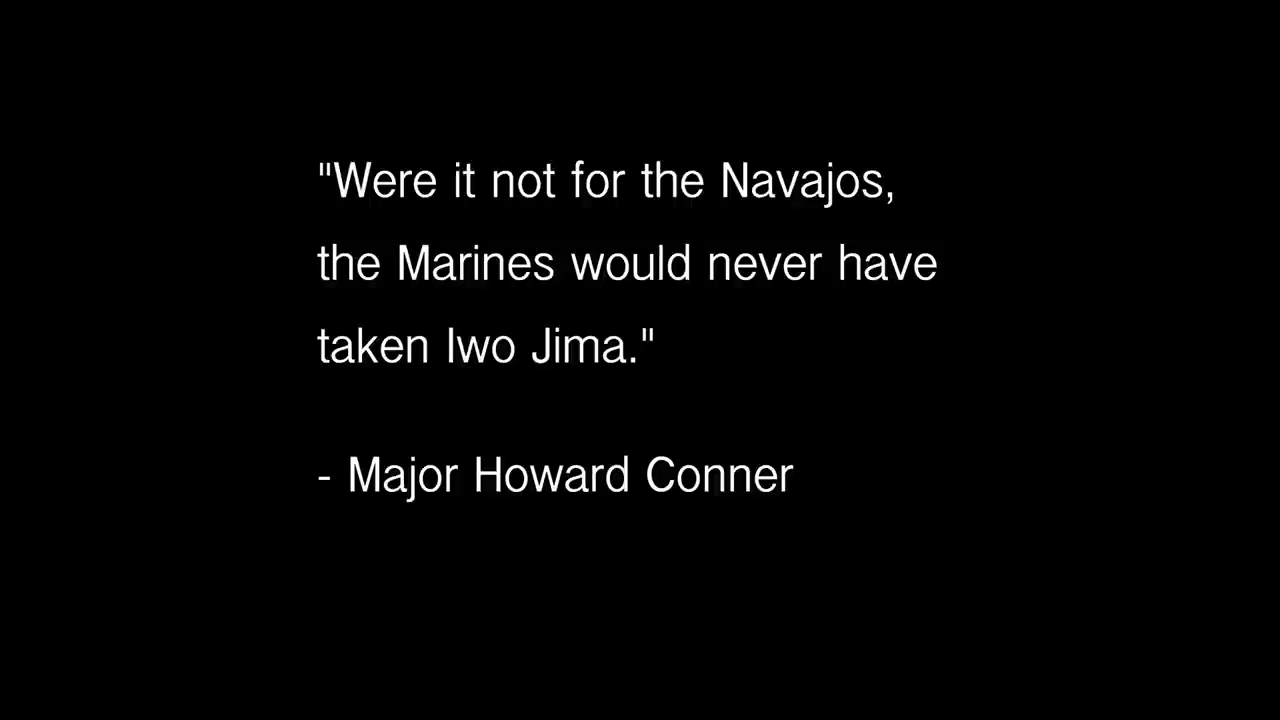 "Were it not for the Navajos,
the Marines would never have
taken Iwo Jima."
- Major Howard Conner